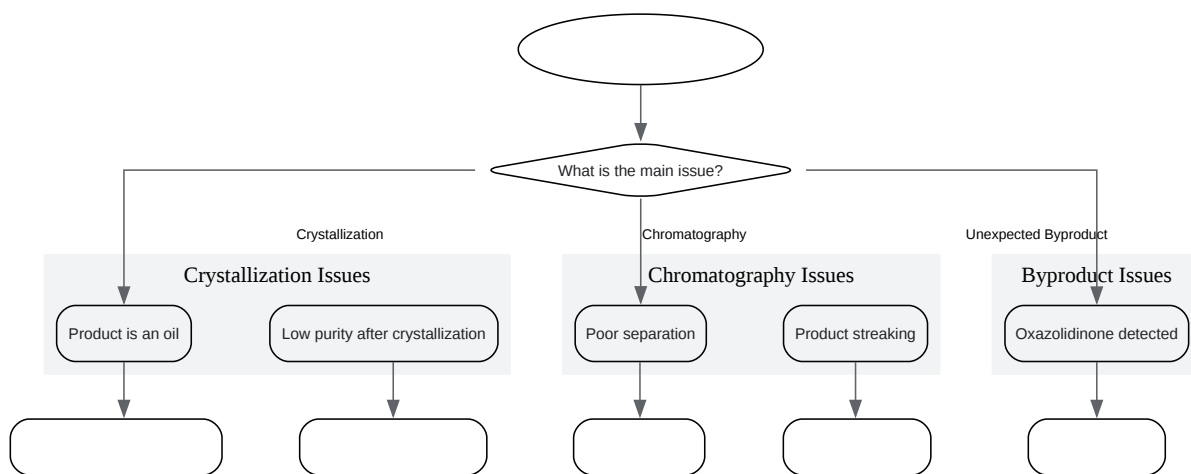 What is the main issue?
Crystallization
Chromatography
Unexpected Byproduct
Crystallization Issues
Chromatography Issues
Byproduct Issues
Product is an oil
Low purity after crystallization
Poor separation
Product streaking
Oxazolidinone detected